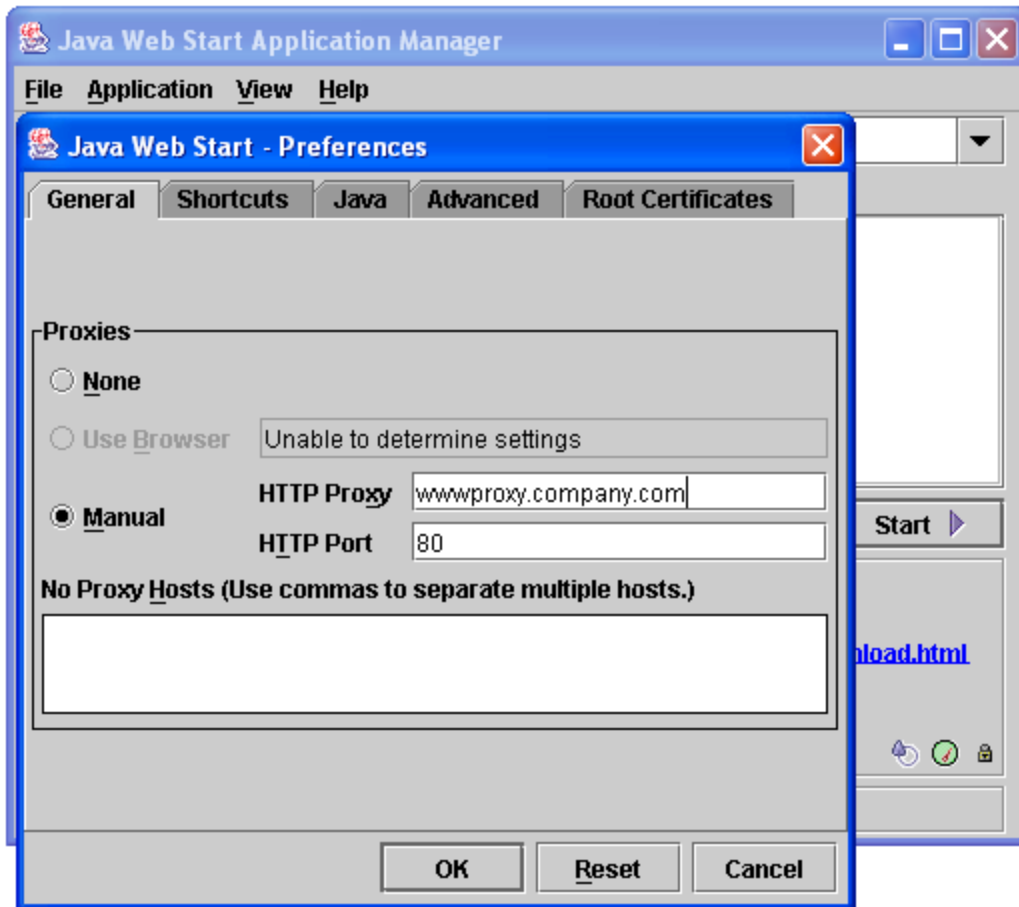 Java Web Start Application Manager
File Application View Help
Java Web Start - Preferences
General Shortcuts Java Advanced Root Certificates
Proxies
None
Use Browser Unable to determine settings
HTTP Proxy wwwproxy.company.com
Manual
HTTP Port 80
Start
No Proxy Hosts (Use commas to separate multiple hosts.)
nload.html
OK Reset Cancel